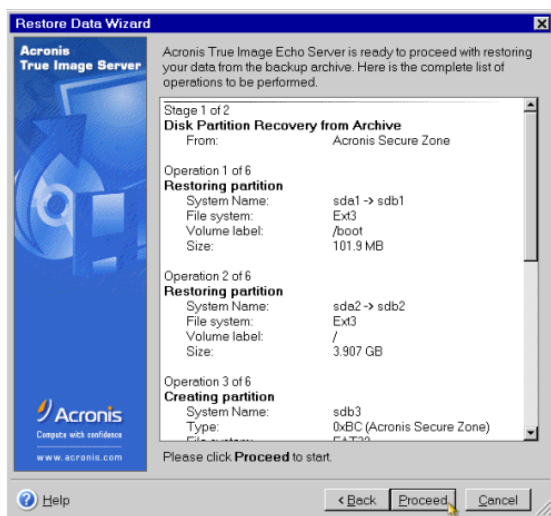 Restore Data Wizard
Acronis
True Image Server
Acronis True Image Echo Server is ready to proceed with restoring
your data from the backup archive. Here is the complete list of
operations to be performed.
Stage 1 of 2
Disk Partition Recovery from Archive
From: Acronis Secure Zone
Operation 1 of 6
Restoring partition
System Name: sda1 -> sdb1
File system: Ext3
Volume label: /boot
Size: 101.9 MB
Operation 2 of 6
Restoring partition
System Name: sda2 -> sdb2
File system: Ext3
Volume label: /
Size: 3.907 GB
Operation 3 of 6
Creating partition
System Name: sdb3
Type: 0xBC (Acronis Secure Zone)
File system: FAT32
Acronis
Compute with confidence
www.acronis.com
Please click Proceed to start.
Help
< Back
Proceed
Cancel